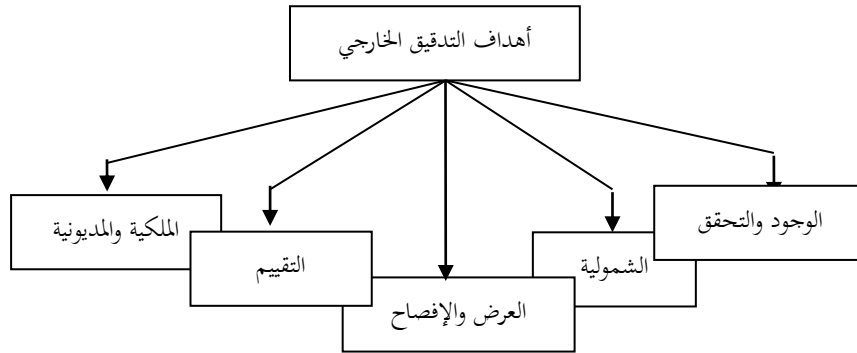 أهداف التدقيق الخارجي
الوجود والتحقق
الشمولية
العرض والإفصاح
التقييم
الملكية والمديونية